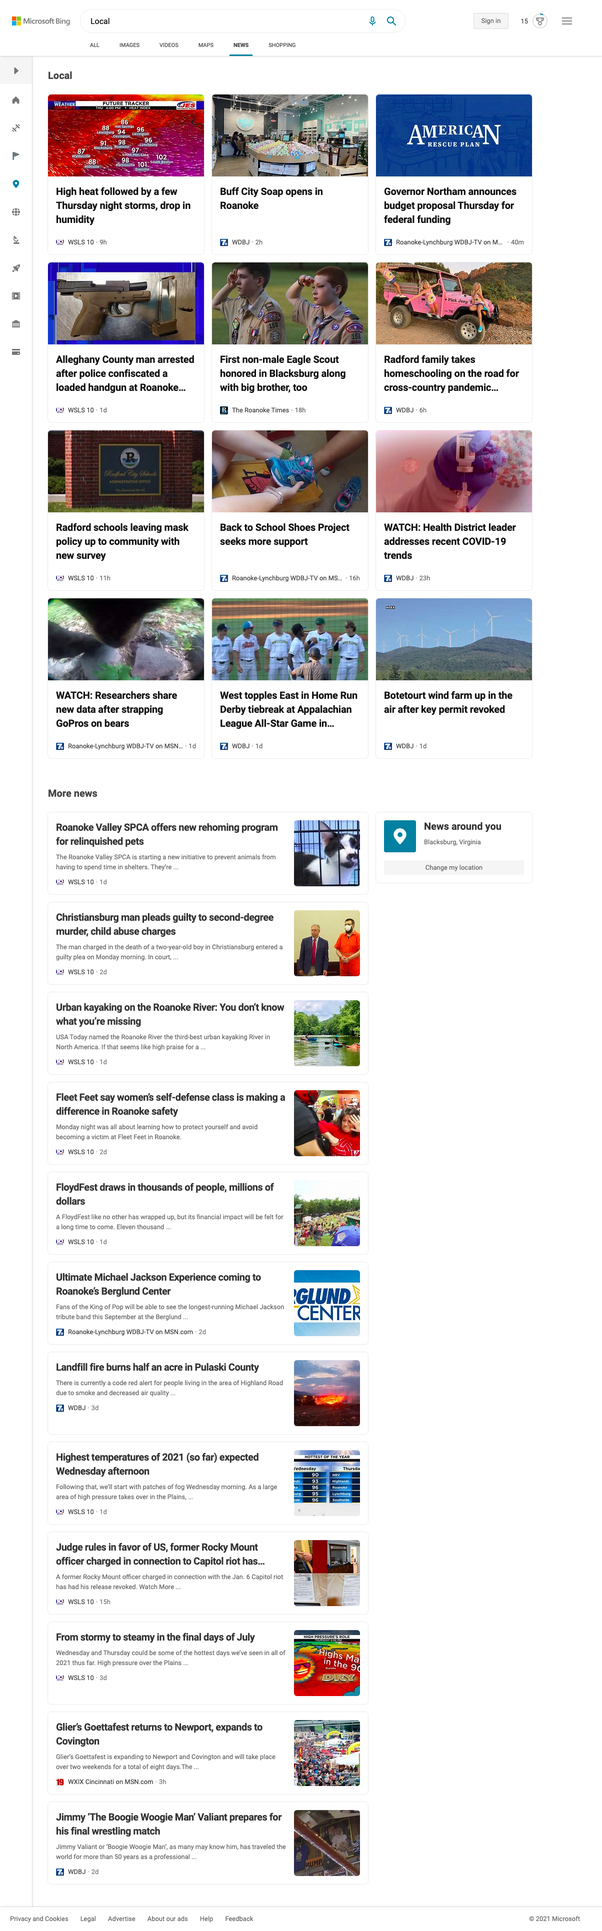 Microsoft Bing
Local
Sign in
15
ALL IMAGES VIDEOS MAPS NEWS SHOPPING
Local
WEATHER
FUTURE TRACKER
High heat followed by a few
Thursday night storms, drop in
humidity
WSLS 10 · 9h
Buff City Soap opens in
Roanoke
WDBJ · 2h
AMERICAN
RESCUE PLAN
Governor Northam announces
budget proposal Thursday for
federal funding
Roanoke-Lynchburg WDBJ-TV on M... · 40m
Alleghany County man arrested
after police confiscated a
loaded handgun at Roanoke...
WSLS 10 · 1d
First non-male Eagle Scout
honored in Blacksburg along
with big brother, too
The Roanoke Times · 18h
Radford family takes
homeschooling on the road for
cross-country pandemic...
WDBJ · 6h
Radford City Schools
Radford schools leaving mask
policy up to community with
new survey
WSLS 10 · 11h
Back to School Shoes Project
seeks more support
Roanoke-Lynchburg WDBJ-TV on MS... · 16h
WATCH: Health District leader
addresses recent COVID-19
trends
WDBJ · 23h
WATCH: Researchers share
new data after strapping
GoPros on bears
Roanoke-Lynchburg WDBJ-TV on MSN... · 1d
West topples East in Home Run
Derby tiebreak at Appalachian
League All-Star Game in...
WDBJ · 1d
Botetourt wind farm up in the
air after key permit revoked
WDBJ · 1d
More news
Roanoke Valley SPCA offers new rehoming program
for relinquished pets
The Roanoke Valley SPCA is starting a new initiative to prevent animals from
having to spend time in shelters. They're ...
WSLS 10 · 1d
News around you
Blacksburg, Virginia
Change my location
Christiansburg man pleads guilty to second-degree
murder, child abuse charges
The man charged in the death of a two-year-old boy in Christiansburg entered a
guilty plea on Monday morning. In court, ...
WSLS 10 · 2d
Urban kayaking on the Roanoke River: You don't know
what you're missing
USA Today named the Roanoke River the third-best urban kayaking River in
North America. If that seems like high praise for a ...
WSLS 10 · 1d
Fleet Feet say women's self-defense class is making a
difference in Roanoke safety
Monday night was all about learning how to protect yourself and avoid
becoming a victim at Fleet Feet in Roanoke.
WSLS 10 · 2d
FloydFest draws in thousands of people, millions of
dollars
A FloydFest like no other has wrapped up, but its financial impact will be felt for
a long time to come. Eleven thousand ...
WSLS 10 · 1d
Ultimate Michael Jackson Experience coming to
Roanoke's Berglund Center
Fans of the King of Pop will be able to see the longest-running Michael Jackson
tribute band this September at the Berglund ...
Roanoke-Lynchburg WDBJ-TV on MSN.com · 2d
RGLUND
CENTER
Landfill fire burns half an acre in Pulaski County
There is currently a code red alert for people living in the area of Highland Road
due to smoke and decreased air quality ...
WDBJ · 3d
Highest temperatures of 2021 (so far) expected
Wednesday afternoon
Following that, we'll start with patches of fog Wednesday morning. As a large
area of high pressure takes over in the Plains, ...
WSLS 10 · 1d
HOTTEST OF THE YEAR
Judge rules in favor of US, former Rocky Mount
officer charged in connection to Capitol riot has...
A former Rocky Mount officer charged in connection with the Jan. 6 Capitol riot
has had his release revoked. Watch More ...
WSLS 10 · 15h
From stormy to steamy in the final days of July
Wednesday and Thursday could be some of the hottest days we've seen in all of
2021 thus far. High pressure over the Plains ...
WSLS 10 · 3d
HIGH PRESSURE'S ROLE
Highs Ma
in the 90
DRY
Glier's Goettafest returns to Newport, expands to
Covington
Glier's Goettafest is expanding to Newport and Covington and will take place
over two weekends for a total of eight days.The ...
WXIX Cincinnati on MSN.com · 3h
Jimmy 'The Boogie Woogie Man' Valiant prepares for
his final wrestling match
Jimmy Valiant or 'Boogie Woogie Man', as many may know him, has traveled the
world for more than 50 years as a professional ...
WDBJ · 2d
Privacy and Cookies Legal Advertise About our ads Help Feedback © 2021 Microsoft